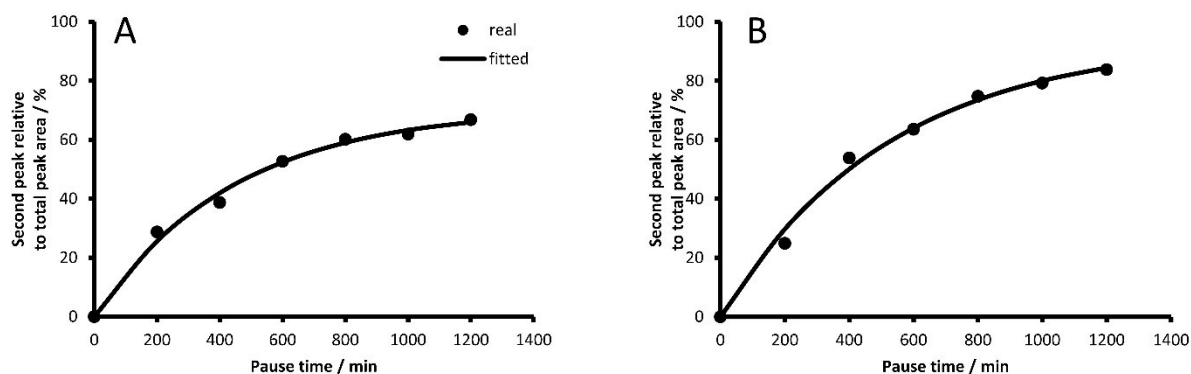 A
real
fitted
Second peak relative
to total peak area / %
100
80
60
40
20
0
0 200 400 600 800 1000 1200 1400
Pause time / min
B
Second peak relative
to total peak area / %
100
80
60
40
20
0
0 200 400 600 800 1000 1200 1400
Pause time / min